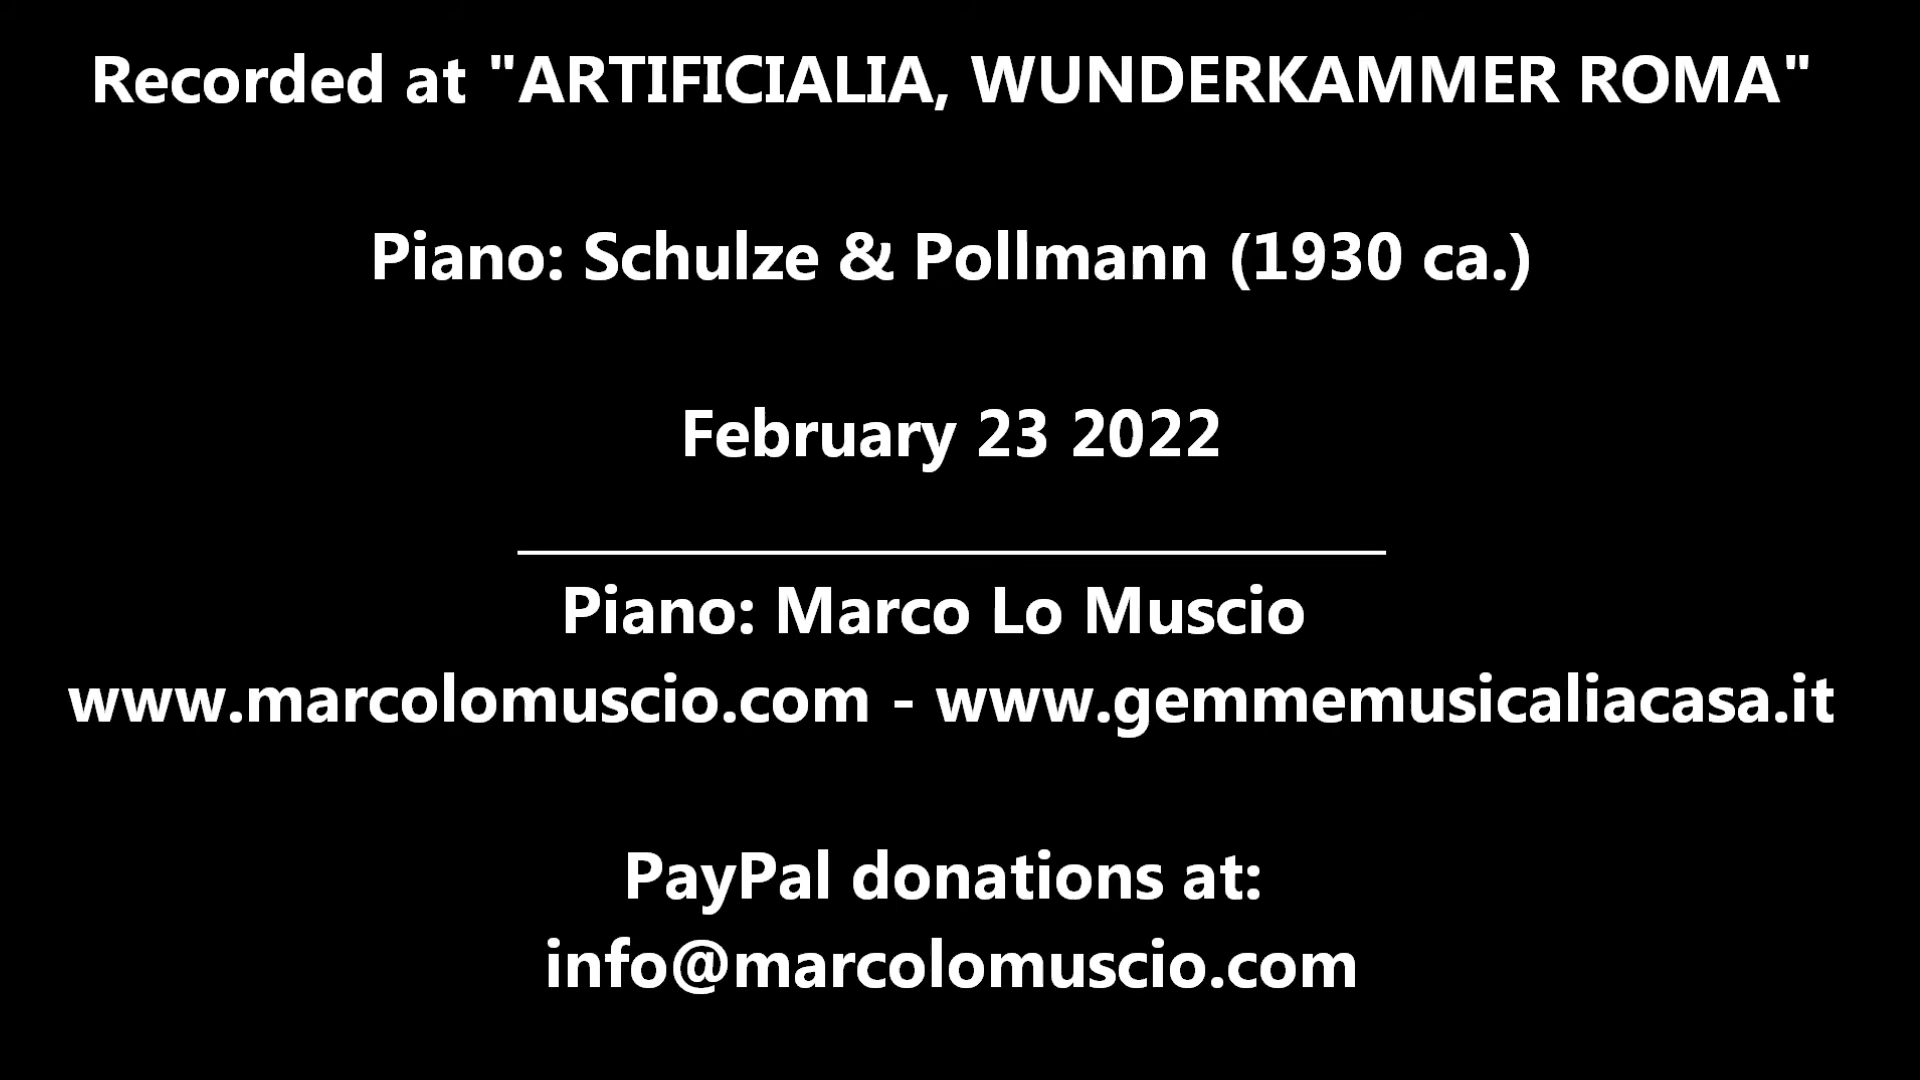 Recorded at "ARTIFICIALIA, WUNDERKAMMER ROMA"
Piano: Schulze & Pollmann (1930 ca.)
February 23 2022
Piano: Marco Lo Muscio
www.marcolomuscio.com - www.gemmemusicaliacasa.it
PayPal donations at:
info@marcolomuscio.com